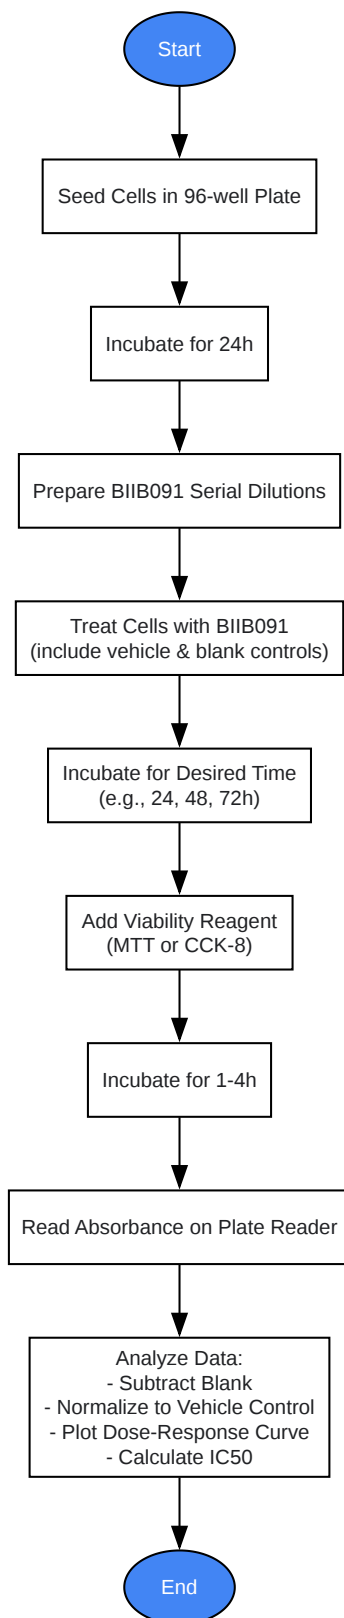 Start
Seed Cells in 96-well Plate
Incubate for 24h
Prepare BIIB091 Serial Dilutions
Treat Cells with BIIB091
(include vehicle & blank controls)
Incubate for Desired Time
(e.g., 24, 48, 72h)
Add Viability Reagent
(MTT or CCK-8)
Incubate for 1-4h
Read Absorbance on Plate Reader
Analyze Data:
- Subtract Blank
- Normalize to Vehicle Control
- Plot Dose-Response Curve
- Calculate IC50
End